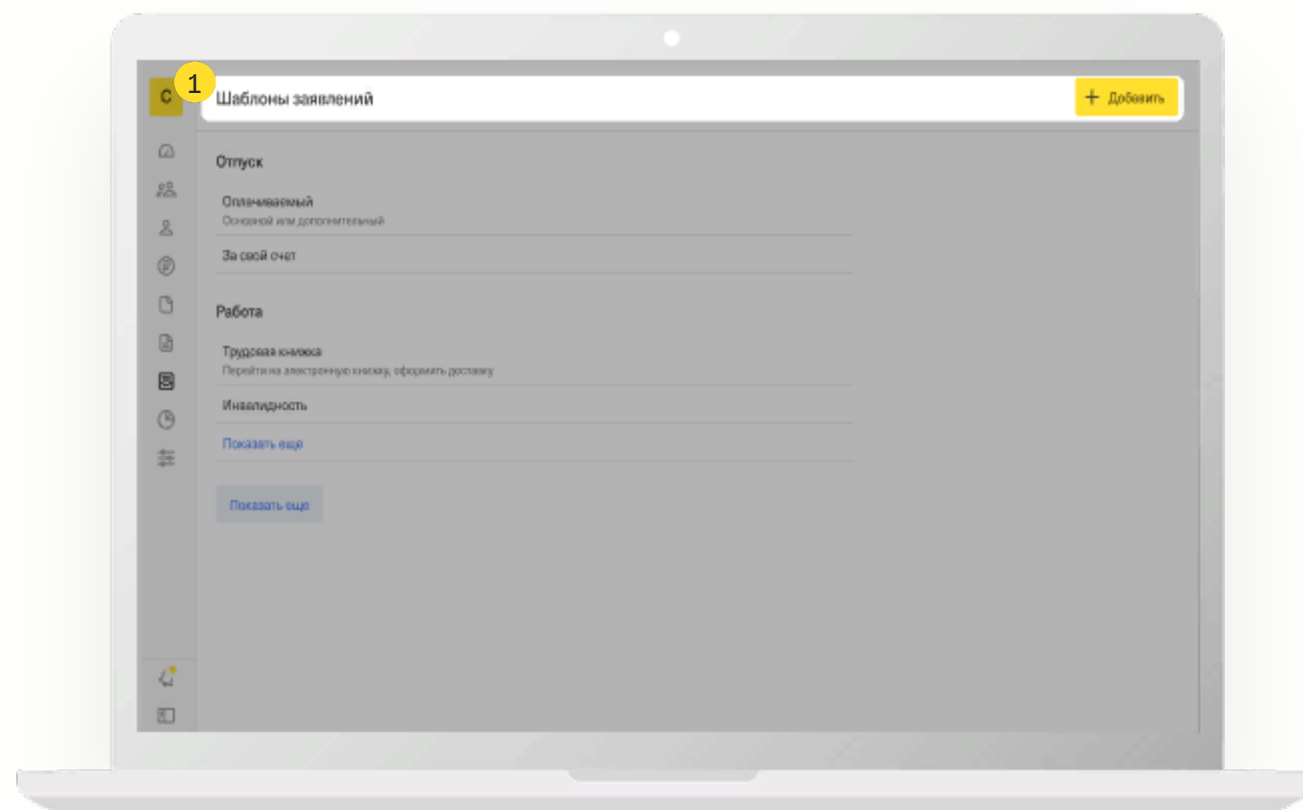 С
1
Шаблоны заявлений
+ Добавить
Отпуск
Оплачиваемый
Основной или дополнительный
За свой счет
Работа
Трудовая книжка
Перейти на электронную книжку, оформить доставку
Инвалидность
Показать еще
Показать еще